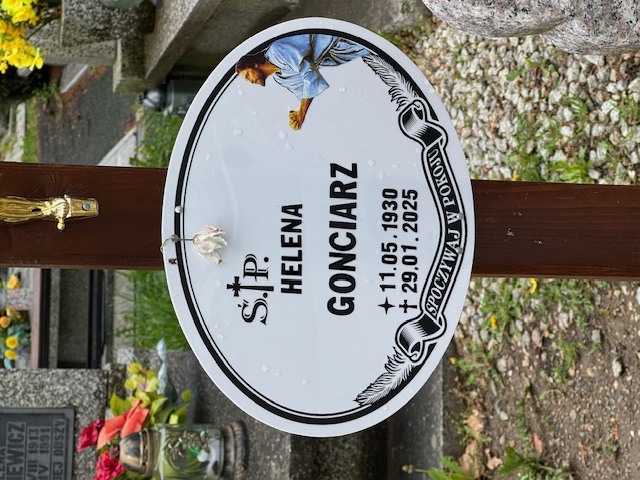 Ś.†P.
HELENA
GONCIARZ
✦ 11.05.1930
† 29.01.2025
SPOCZYWAJ W POKOJU